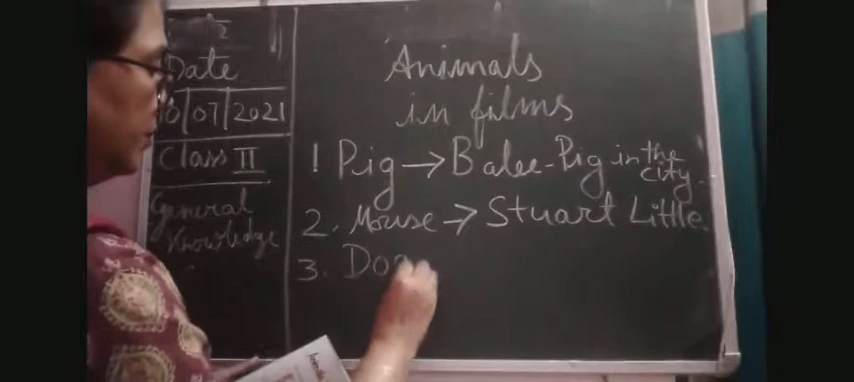 Date
0/07/2021
Class II
General
Knowledge
Animals
in films
1 Pig → Balee-Pig in the city.
2. Mouse → Stuart Little.
3. Dog